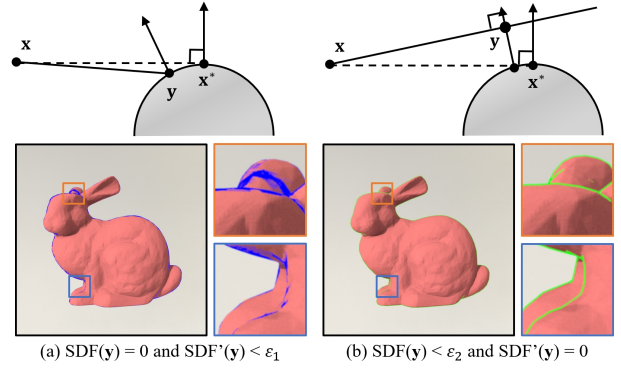 x
y
x*
x
y
x*
(a) SDF(y) = 0 and SDF'(y) < ε₁
(b) SDF(y) < ε₂ and SDF'(y) = 0